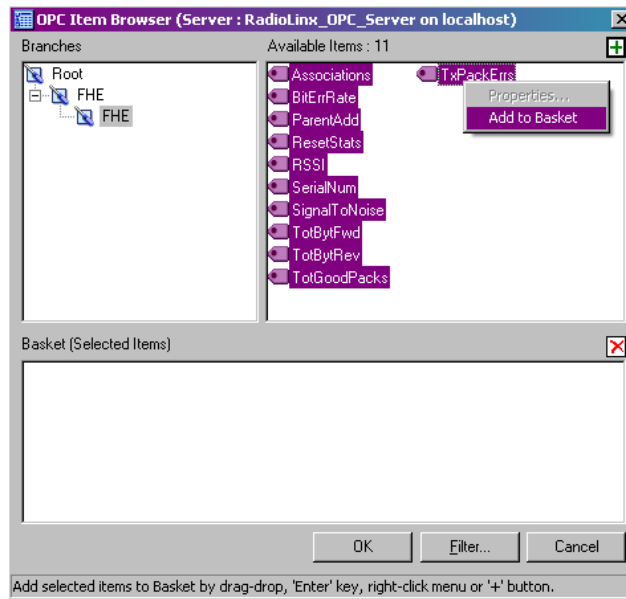 OPC Item Browser (Server : RadioLinx_OPC_Server on localhost)
Branches
Available Items : 11
Root
FHE
FHE
Associations
BitErrRate
ParentAdd
ResetStats
RSSI
SerialNum
SignalToNoise
TotBytFwd
TotBytRev
TotGoodPacks
TxPackErrs
Properties...
Add to Basket
Basket (Selected Items)
OK
Filter...
Cancel
Add selected items to Basket by drag-drop, 'Enter' key, right-click menu or '+' button.